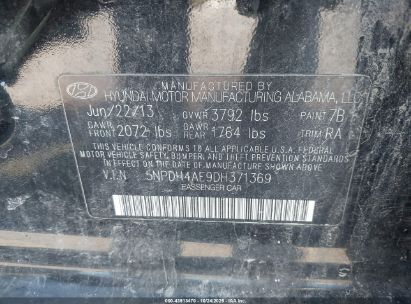 MANUFACTURED BY
HYUNDAI MOTOR MANUFACTURING ALABAMA, LLC
Jun/22/13 GVWR 3792 lbs PAINT 7B
GAWR FRONT 2072 lbs GAWR REAR 1764 lbs TRIM RA
THIS VEHICLE CONFORMS TO ALL APPLICABLE U.S.A. FEDERAL
MOTOR VEHICLE SAFETY, BUMPER, AND THEFT PREVENTION STANDARDS
IN EFFECT ON THE DATE OF MANUFACTURE SHOWN ABOVE.
V.I.N. 5NPDH4AE9DH371369
PASSENGER CAR